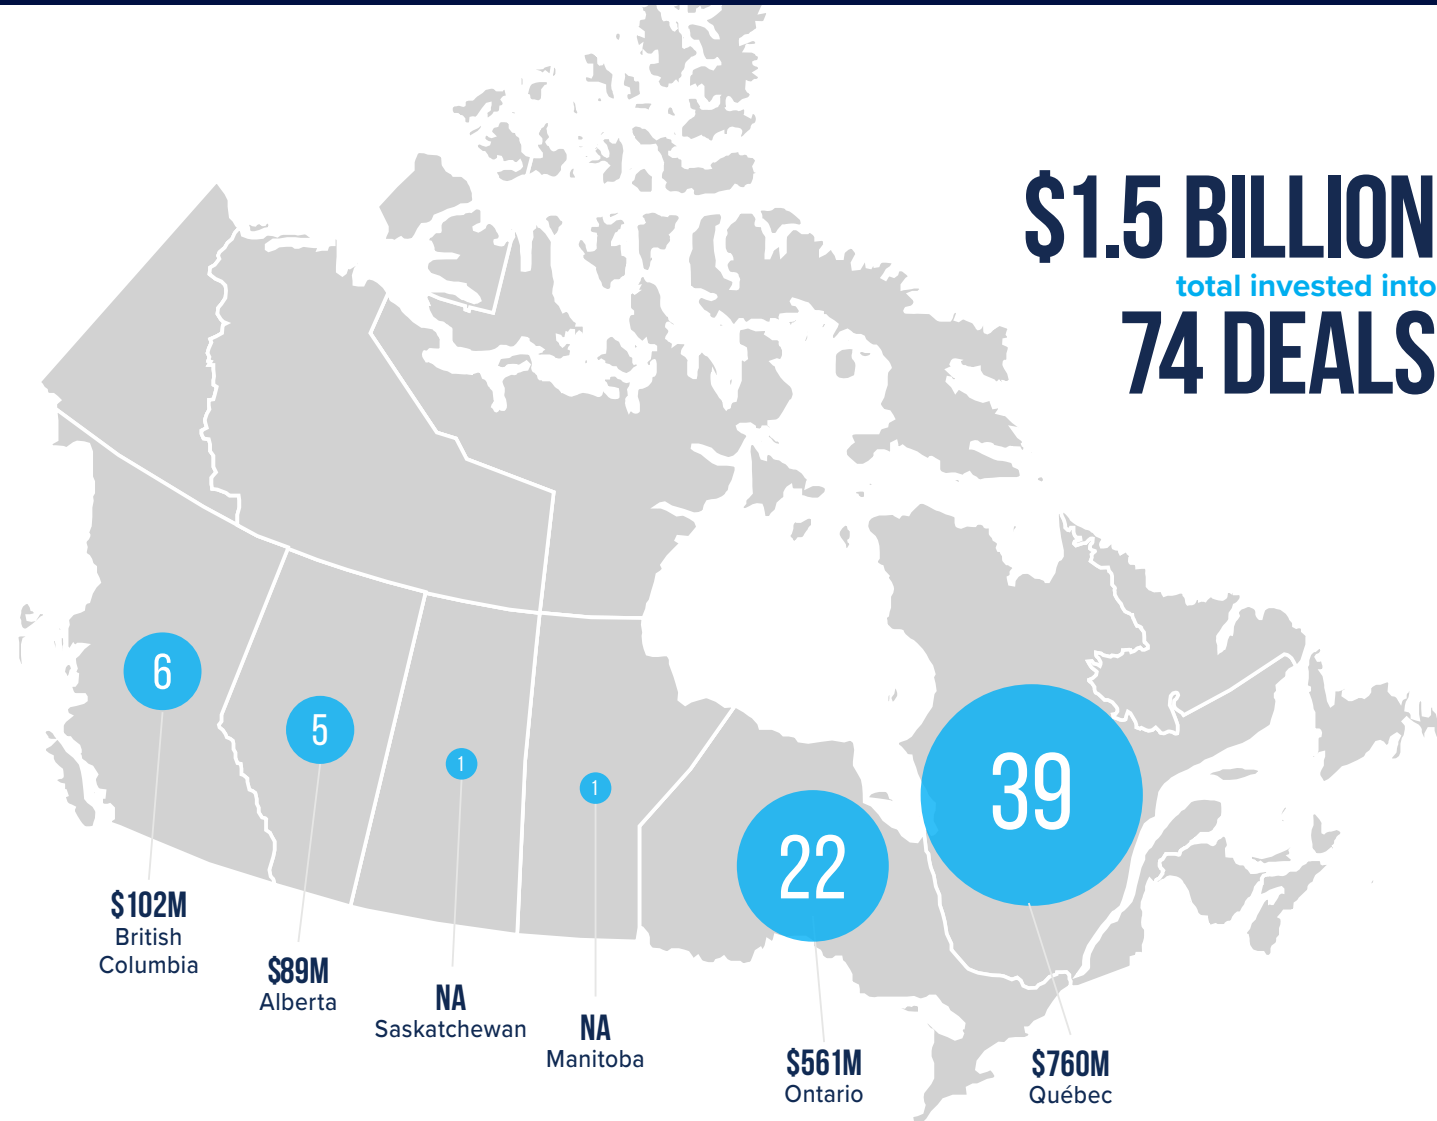 $1.5 BILLION
total invested into
74 DEALS
6
5
1
1
22
39
$102M
British
Columbia
$89M
Alberta
NA
Saskatchewan
NA
Manitoba
$561M
Ontario
$760M
Québec